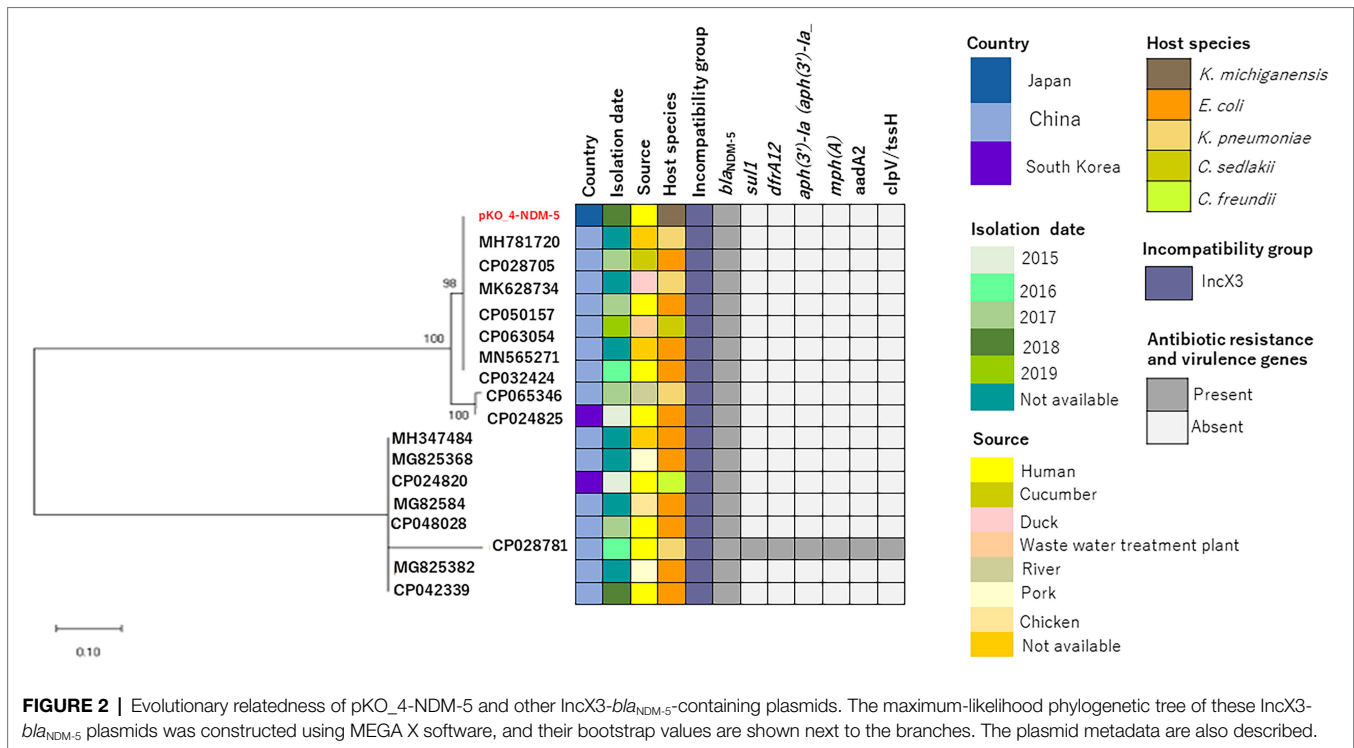 Country
Isolation date
Source
Host species
Incompatibility group
blaNDM-5
sul1
dfrA12
aph(3')-Ia (aph(3')-Ia_
mph(A)
aadA2
clpV/tssH
pKO_4-NDM-5
MH781720
CP028705
MK628734
CP050157
CP063054
MN565271
CP032424
CP065346
CP024825
MH347484
MG825368
CP024820
MG82584
CP048028
CP028781
MG825382
CP042339
98
100
100
0.10
Country
Japan
China
South Korea
Isolation date
2015
2016
2017
2018
2019
Not available
Source
Human
Cucumber
Duck
Waste water treatment plant
River
Pork
Chicken
Not available
Host species
K. michiganensis
E. coli
K. pneumoniae
C. sedlakii
C. freundii
Incompatibility group
IncX3
Antibiotic resistance
and virulence genes
Present
Absent
FIGURE 2 | Evolutionary relatedness of pKO_4-NDM-5 and other IncX3-blaNDM-5-containing plasmids. The maximum-likelihood phylogenetic tree of these IncX3-
blaNDM-5 plasmids was constructed using MEGA X software, and their bootstrap values are shown next to the branches. The plasmid metadata are also described.